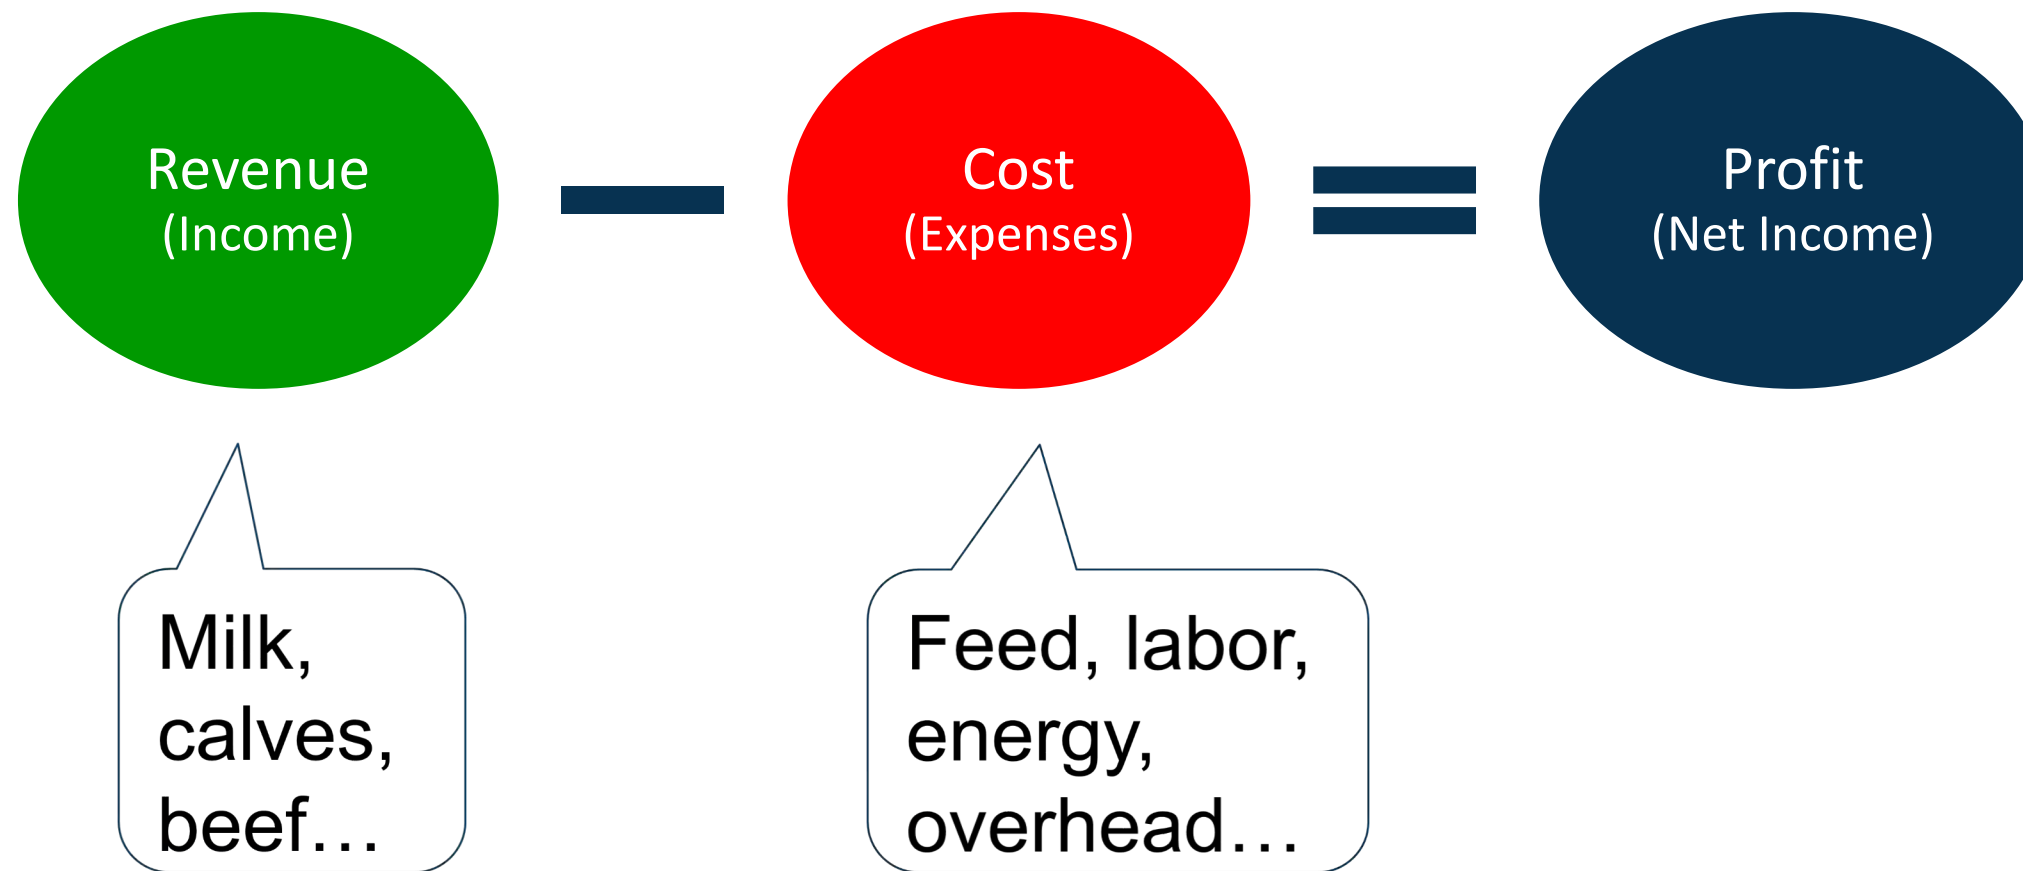 Revenue
(Income)
Cost
(Expenses)
Profit
(Net Income)
Milk,
calves,
beef…
Feed, labor,
energy,
overhead…